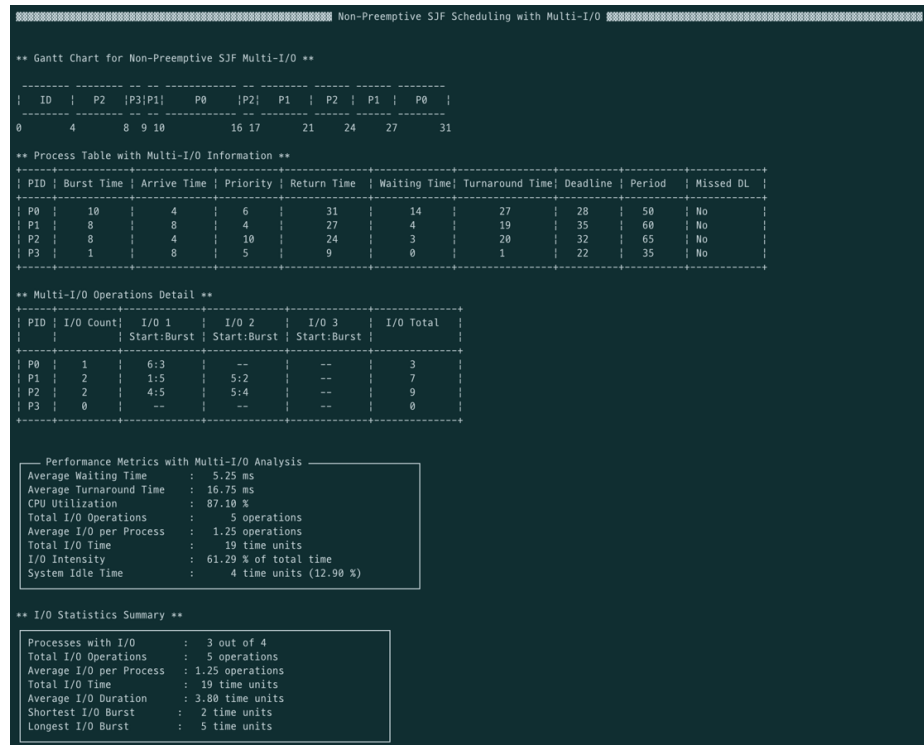 Non-Preemptive SJF Scheduling with Multi-I/O
** Gantt Chart for Non-Preemptive SJF Multi-I/O **
-------- -------- -- -- ------------ -- -------- ------ ------ --------
¦ ID ¦ P2 ¦P3¦P1¦ P0 ¦P2¦ P1 ¦ P2 ¦ P1 ¦ P0 ¦
-------- -------- -- -- ------------ -- -------- ------ ------ --------
0 4 8 9 10 16 17 21 24 27 31
** Process Table with Multi-I/O Information **
¦ PID ¦ Burst Time ¦ Arrive Time ¦ Priority ¦ Return Time ¦ Waiting Time¦ Turnaround Time¦ Deadline ¦ Period ¦ Missed DL ¦
¦ P0 ¦ 10 ¦ 4 ¦ 6 ¦ 31 ¦ 14 ¦ 27 ¦ 28 ¦ 50 ¦ No ¦
¦ P1 ¦ 8 ¦ 8 ¦ 4 ¦ 27 ¦ 4 ¦ 19 ¦ 35 ¦ 60 ¦ No ¦
¦ P2 ¦ 8 ¦ 4 ¦ 10 ¦ 24 ¦ 3 ¦ 20 ¦ 32 ¦ 65 ¦ No ¦
¦ P3 ¦ 1 ¦ 8 ¦ 5 ¦ 9 ¦ 0 ¦ 1 ¦ 22 ¦ 35 ¦ No ¦
** Multi-I/O Operations Detail **
¦ PID ¦ I/O Count¦ I/O 1 ¦ I/O 2 ¦ I/O 3 ¦ I/O Total ¦
¦ ¦ ¦ Start:Burst ¦ Start:Burst ¦ Start:Burst ¦ ¦
¦ P0 ¦ 1 ¦ 6:3 ¦ -- ¦ -- ¦ 3 ¦
¦ P1 ¦ 2 ¦ 1:5 ¦ 5:2 ¦ -- ¦ 7 ¦
¦ P2 ¦ 2 ¦ 4:5 ¦ 5:4 ¦ -- ¦ 9 ¦
¦ P3 ¦ 0 ¦ -- ¦ -- ¦ -- ¦ 0 ¦
Performance Metrics with Multi-I/O Analysis
Average Waiting Time : 5.25 ms
Average Turnaround Time : 16.75 ms
CPU Utilization : 87.10 %
Total I/O Operations : 5 operations
Average I/O per Process : 1.25 operations
Total I/O Time : 19 time units
I/O Intensity : 61.29 % of total time
System Idle Time : 4 time units (12.90 %)
** I/O Statistics Summary **
Processes with I/O : 3 out of 4
Total I/O Operations : 5 operations
Average I/O per Process : 1.25 operations
Total I/O Time : 19 time units
Average I/O Duration : 3.80 time units
Shortest I/O Burst : 2 time units
Longest I/O Burst : 5 time units